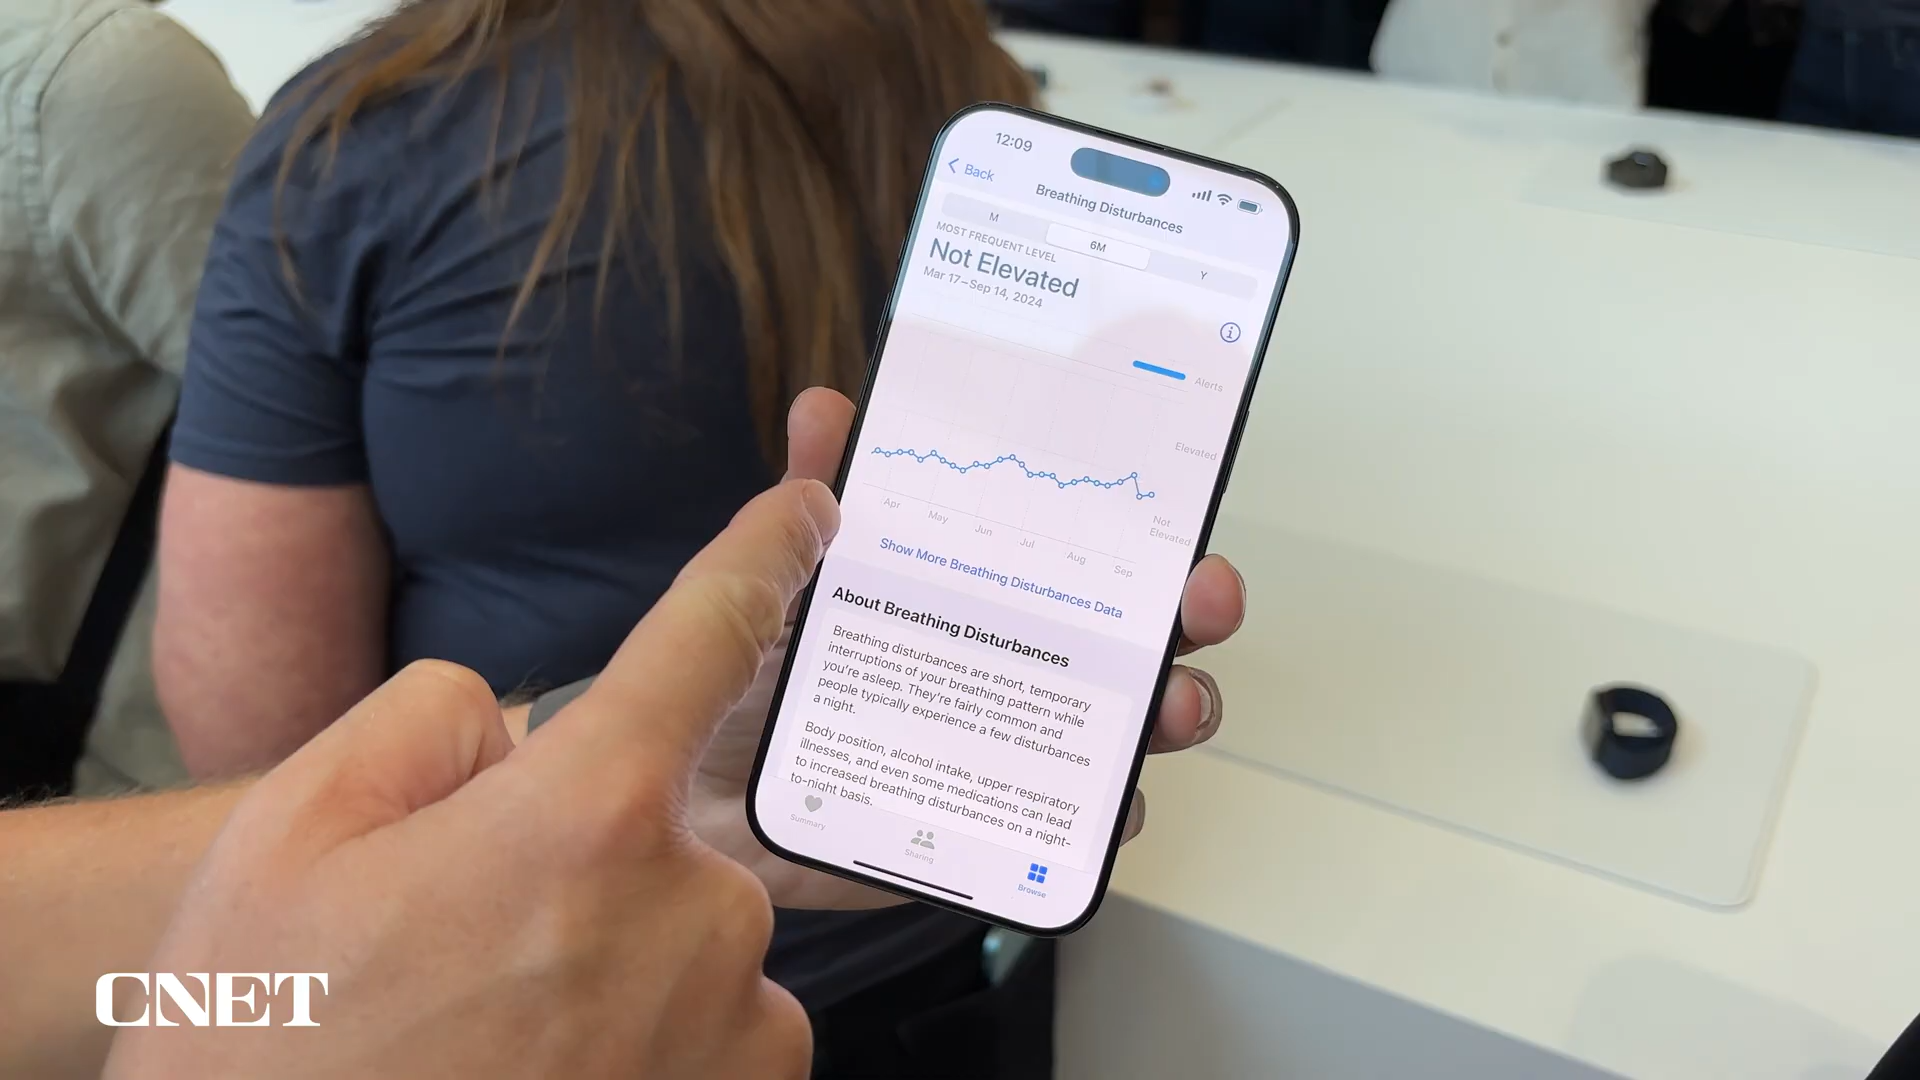 12:09
Back
Breathing Disturbances
M
6M
Y
MOST FREQUENT LEVEL
Not Elevated
Mar 17–Sep 14, 2024
Alerts
Elevated
Not
Elevated
Apr
May
Jun
Jul
Aug
Sep
Show More Breathing Disturbances Data
About Breathing Disturbances
Breathing disturbances are short, temporary
interruptions of your breathing pattern while
you're asleep. They're fairly common and
people typically experience a few disturbances
a night.
Body position, alcohol intake, upper respiratory
illnesses, and even some medications can lead
to increased breathing disturbances on a night-
to-night basis.
Summary
Sharing
Browse
CNET